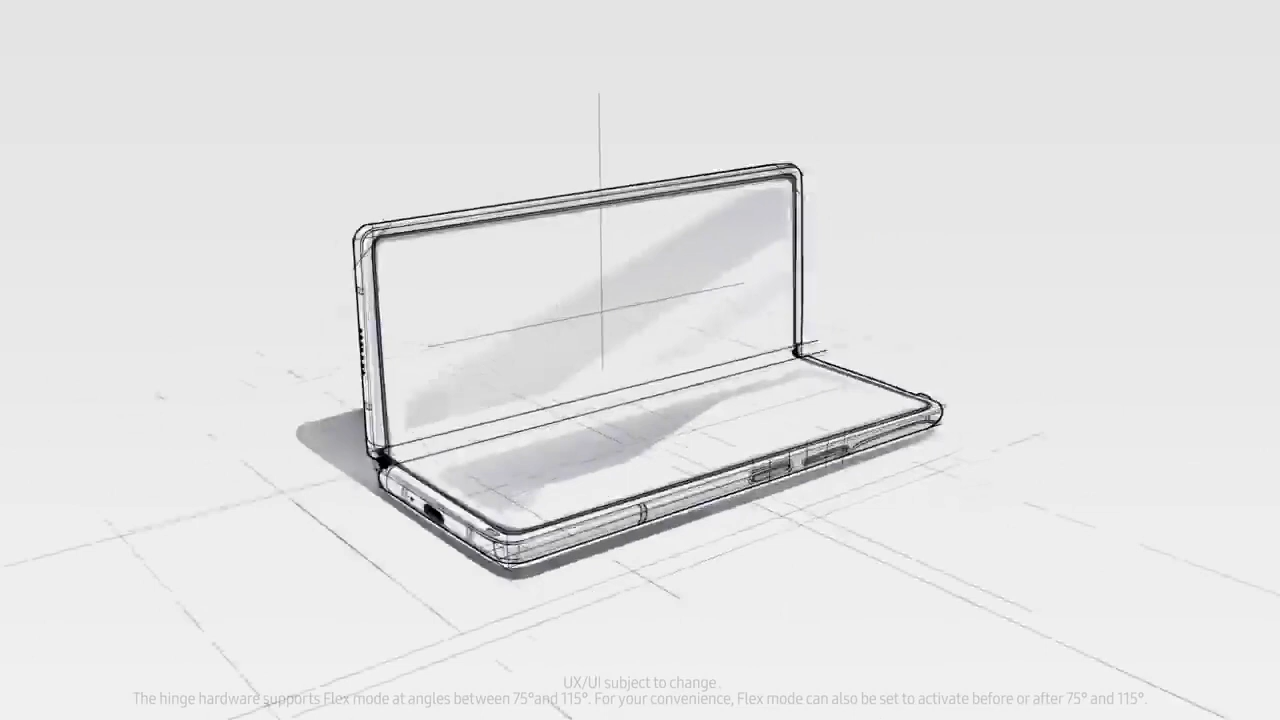 UX/UI subject to change.
The hinge hardware supports Flex mode at angles between 75°and 115°. For your convenience, Flex mode can also be set to activate before or after 75° and 115°.